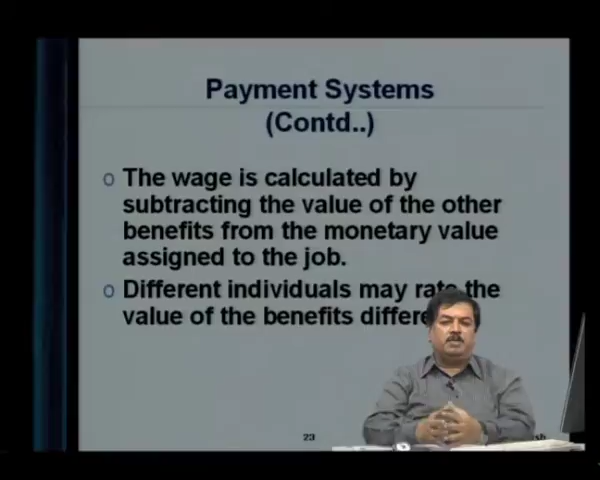 Payment Systems
(Contd..)
o The wage is calculated by
subtracting the value of the other
benefits from the monetary value
assigned to the job.
o Different individuals may rate the
value of the benefits differe
23